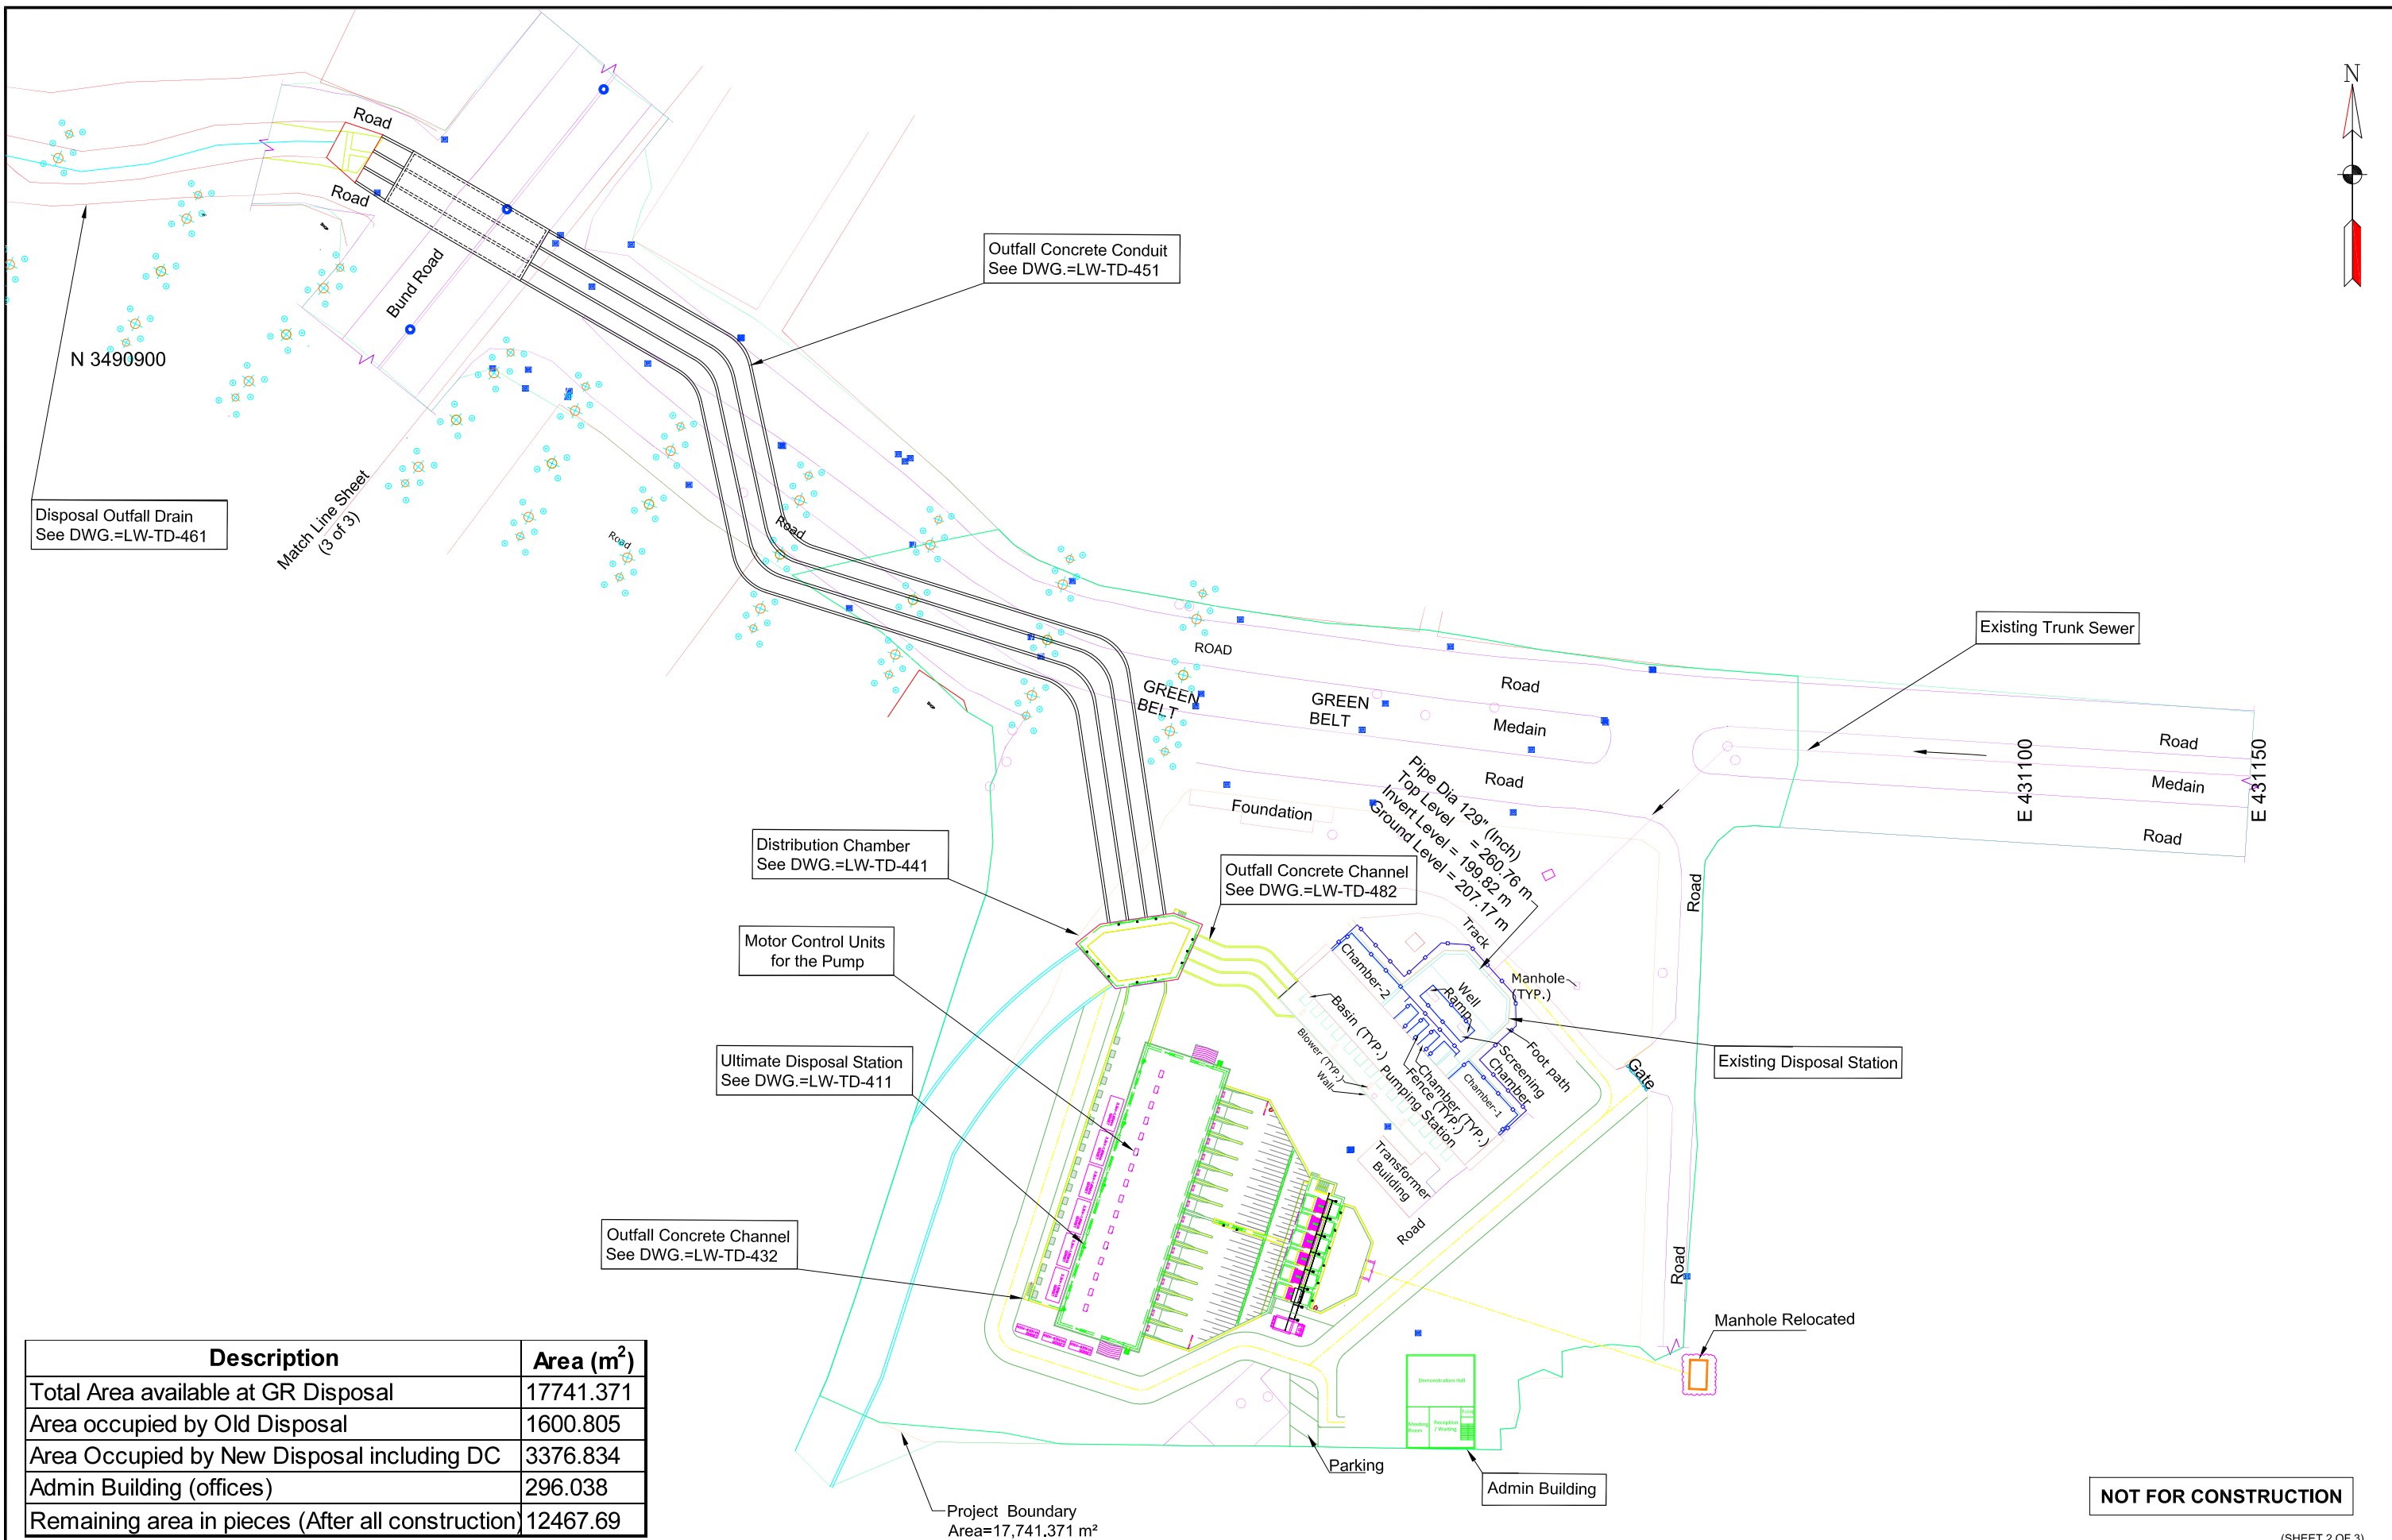 N
Road
Road
Bund Road
Outfall Concrete Conduit
See DWG.=LW-TD-451
N 3490900
Disposal Outfall Drain
See DWG.=LW-TD-461
Match Line Sheet
(3 of 3)
Road
Road
Existing Trunk Sewer
ROAD
GREEN
BELT
GREEN
BELT
Road
Medain
Road
Road
Medain
Road
E 431100
E 431150
Pipe Dia 129" (Inch)
Top Level = 260.76 m
Invert Level = 199.82 m
Ground Level = 207.17 m
Foundation
Distribution Chamber
See DWG.=LW-TD-441
Outfall Concrete Channel
See DWG.=LW-TD-482
Motor Control Units
for the Pump
Road
Track
Chamber-2
Well
Ramp
Manhole
(TYP.)
Basin (TYP.)
Blower (TYP.)
Wall
Foot path
Screening
Chamber
Chamber (TYP.)
Fence (TYP.)
Chamber-1
Pumping Station
Existing Disposal Station
Gate
Ultimate Disposal Station
See DWG.=LW-TD-411
Transformer
Building
Road
Outfall Concrete Channel
See DWG.=LW-TD-432
Road
Manhole Relocated
Demonstration Hall
Meeting
Room
Reception
/ Waiting
Parking
Admin Building
Project Boundary
Area=17,741.371 m²
Description Area (m²)
Total Area available at GR Disposal 17741.371
Area occupied by Old Disposal 1600.805
Area Occupied by New Disposal including DC 3376.834
Admin Building (offices) 296.038
Remaining area in pieces (After all construction) 12467.69
NOT FOR CONSTRUCTION
(SHEET 2 OF 3)